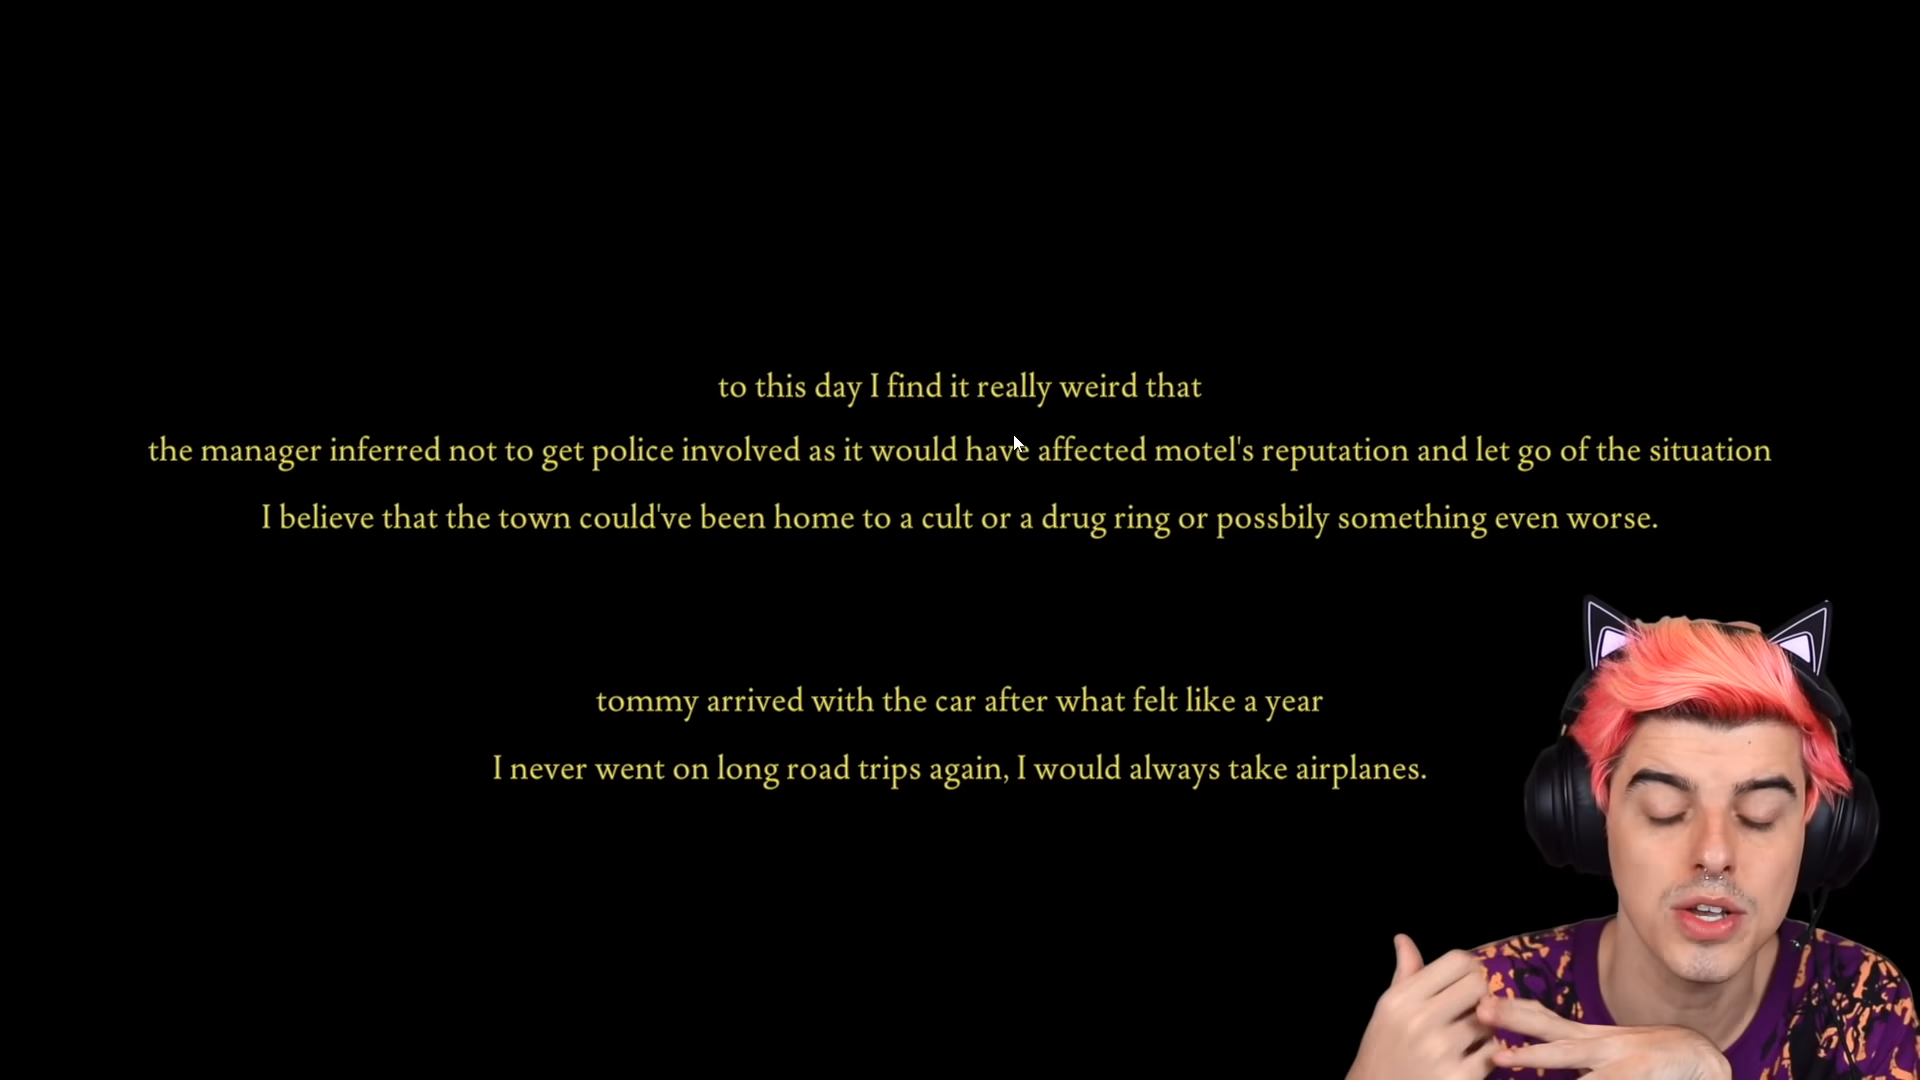 to this day I find it really weird that
the manager inferred not to get police involved as it would have affected motel's reputation and let go of the situation
I believe that the town could've been home to a cult or a drug ring or possbily something even worse.
tommy arrived with the car after what felt like a year
I never went on long road trips again, I would always take airplanes.